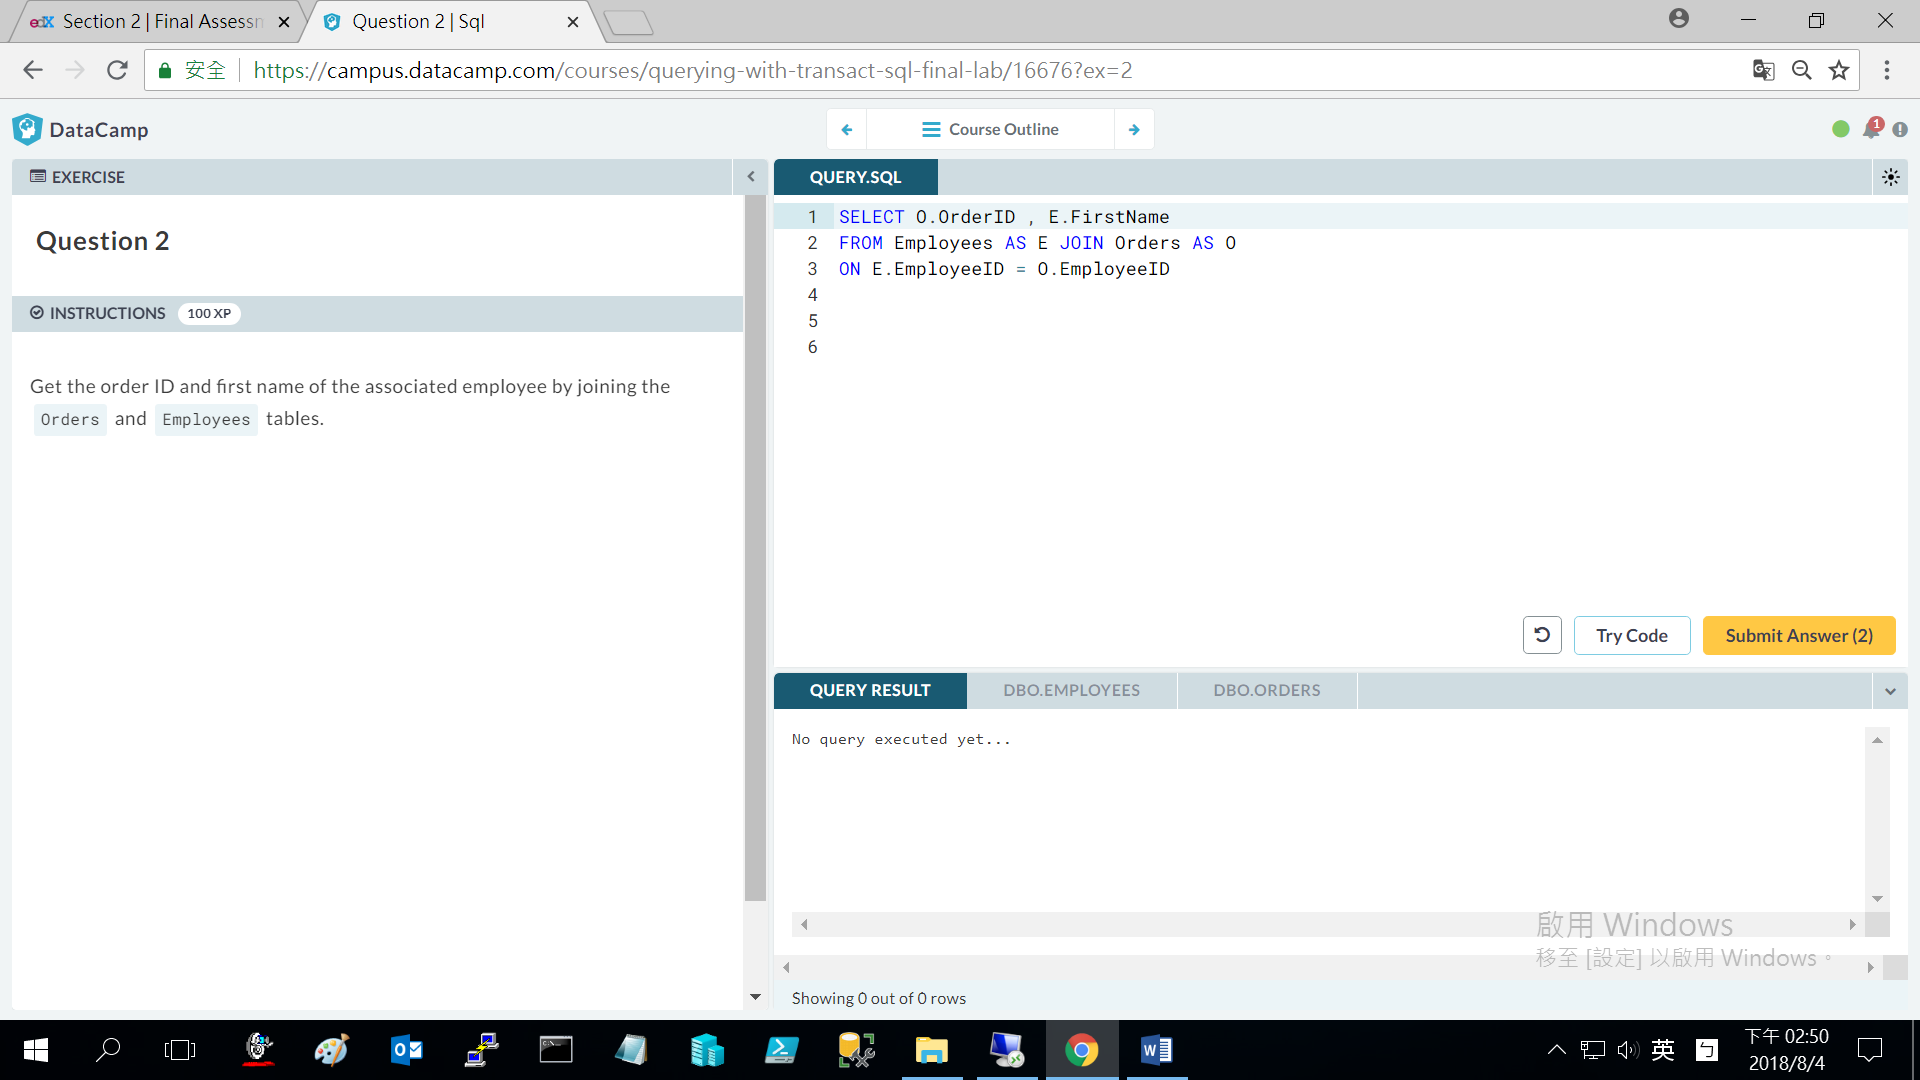 Section 2 | Final Assessm
Question 2 | Sql
安全
https://campus.datacamp.com/courses/querying-with-transact-sql-final-lab/16676?ex=2
DataCamp
Course Outline
1
EXERCISE
Question 2
INSTRUCTIONS
100 XP
Get the order ID and first name of the associated employee by joining the
Orders and Employees tables.
QUERY.SQL
1 SELECT O.OrderID , E.FirstName
2 FROM Employees AS E JOIN Orders AS O
3 ON E.EmployeeID = O.EmployeeID
4
5
6
Try Code
Submit Answer (2)
QUERY RESULT
DBO.EMPLOYEES
DBO.ORDERS
No query executed yet...
啟用 Windows
移至 [設定] 以啟用 Windows。
Showing 0 out of 0 rows
英
ㄅ
下午 02:50
2018/8/4